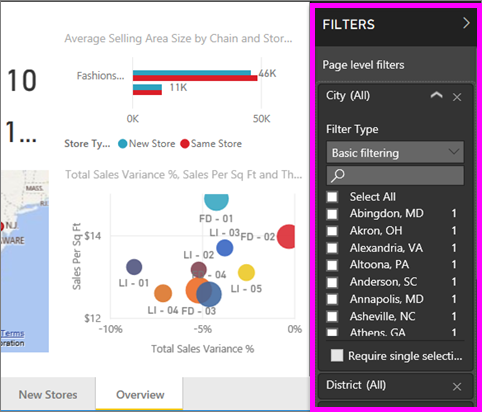 10
1...
MASS.
R.I.
N.J.
AWARE
Terms
oration
Average Selling Area Size by Chain and Stor...
Fashions...
46K
11K
0K
50K
Store Ty...
New Store
Same Store
Total Sales Variance %, Sales Per Sq Ft and Th...
Sales Per Sq Ft
$14
$12
FD - 01
LI - 03
FD - 02
LI - 01
LI - 02
FD - 04
LI - 05
LI - 04
FD - 03
-10%
-5%
0%
Total Sales Variance %
New Stores
Overview
FILTERS
Page level filters
City (All)
Filter Type
Basic filtering
Select All
Abingdon, MD 1
Akron, OH 1
Alexandria, VA 1
Altoona, PA 1
Anderson, SC 1
Annapolis, MD 1
Asheville, NC 1
Athens, GA 1
Require single selecti...
District (All)